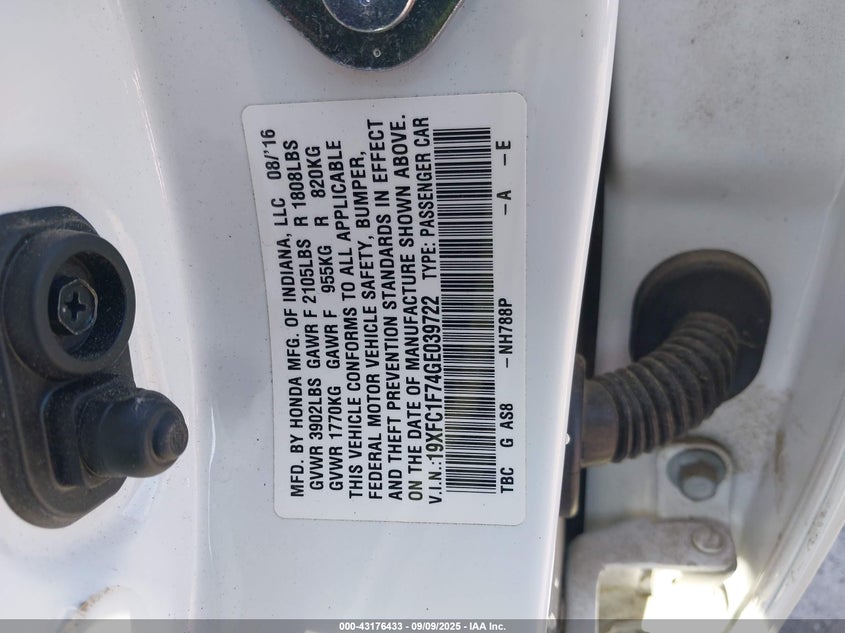 MFD. BY HONDA MFG. OF INDIANA, LLC 08/'16
GVWR 3902LBS GAWR F 2105LBS R 1808LBS
GVWR 1770KG GAWR F 955KG R 820KG
THIS VEHICLE CONFORMS TO ALL APPLICABLE
FEDERAL MOTOR VEHICLE SAFETY, BUMPER,
AND THEFT PREVENTION STANDARDS IN EFFECT
ON THE DATE OF MANUFACTURE SHOWN ABOVE.
V.I.N.:19XFC1F74GE039722 TYPE: PASSENGER CAR
TBC G AS8 -NH788P -A -E
000-43176433 - 09/09/2025 - IAA Inc.